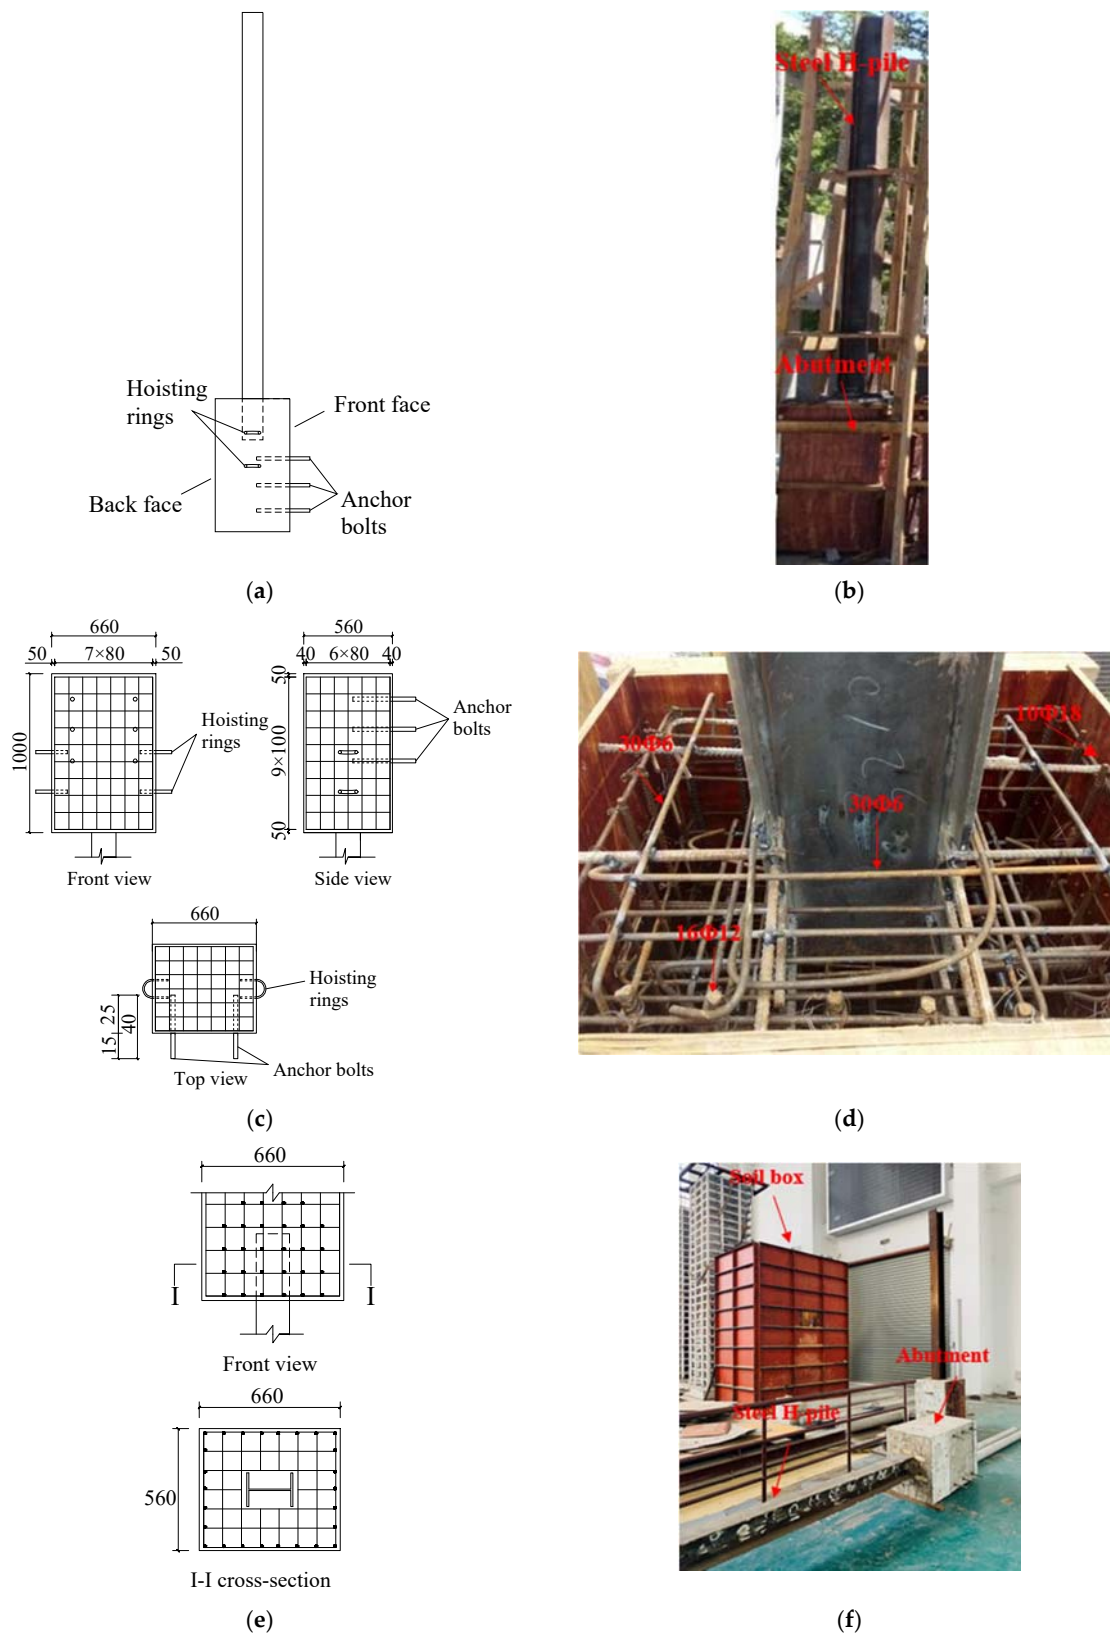 Hoisting
rings
Front face
Back face
Anchor
bolts
(a)
Steel H-pile
Abutment
(b)
660
50
7×80
50
1000
Hoisting
rings
Front view
560
40
6×80
40
50
9×100
50
Anchor
bolts
Side view
660
25
15
40
Hoisting
rings
Anchor bolts
Top view
(c)
30Φ6
10Φ18
30Φ6
16Φ12
(d)
660
I
I
Front view
660
560
I-I cross-section
(e)
Soil box
Abutment
Steel H-pile
(f)